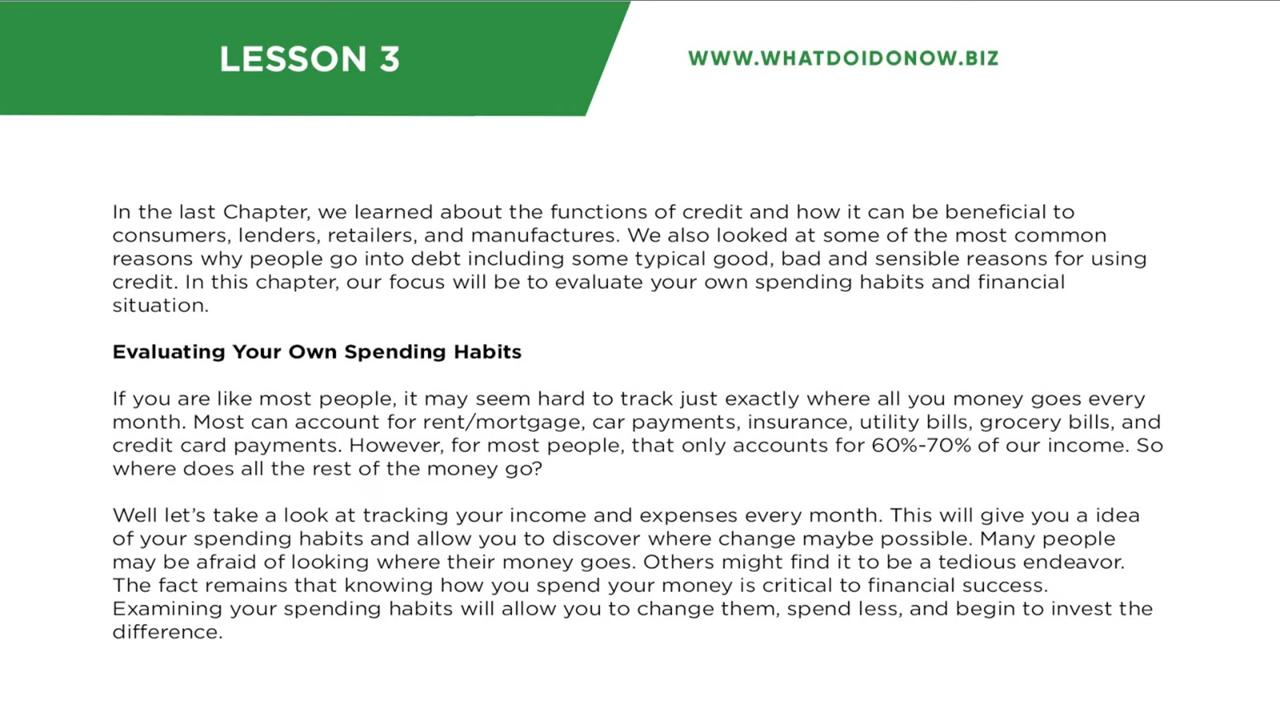 LESSON 3
WWW.WHATDOIDONOW.BIZ
In the last Chapter, we learned about the functions of credit and how it can be beneficial to
consumers, lenders, retailers, and manufactures. We also looked at some of the most common
reasons why people go into debt including some typical good, bad and sensible reasons for using
credit. In this chapter, our focus will be to evaluate your own spending habits and financial
situation.
Evaluating Your Own Spending Habits
If you are like most people, it may seem hard to track just exactly where all you money goes every
month. Most can account for rent/mortgage, car payments, insurance, utility bills, grocery bills, and
credit card payments. However, for most people, that only accounts for 60%-70% of our income. So
where does all the rest of the money go?
Well let's take a look at tracking your income and expenses every month. This will give you a idea
of your spending habits and allow you to discover where change maybe possible. Many people
may be afraid of looking where their money goes. Others might find it to be a tedious endeavor.
The fact remains that knowing how you spend your money is critical to financial success.
Examining your spending habits will allow you to change them, spend less, and begin to invest the
difference.